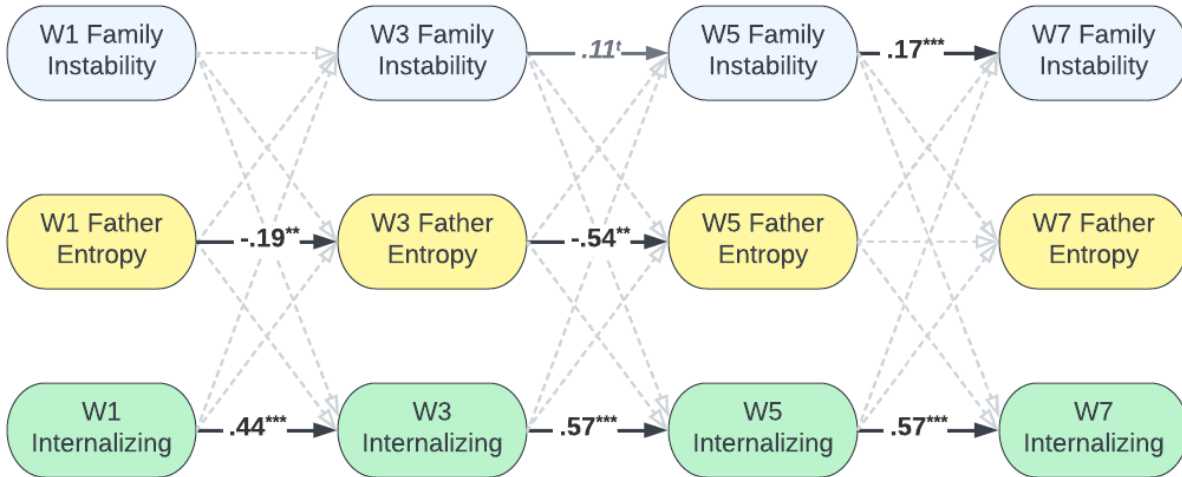 W1 Family
Instability
W3 Family
Instability
.11ᵗ
W5 Family
Instability
.17***
W7 Family
Instability
W1 Father
Entropy
-.19**
W3 Father
Entropy
-.54**
W5 Father
Entropy
W7 Father
Entropy
W1
Internalizing
.44***
W3
Internalizing
.57***
W5
Internalizing
.57***
W7
Internalizing